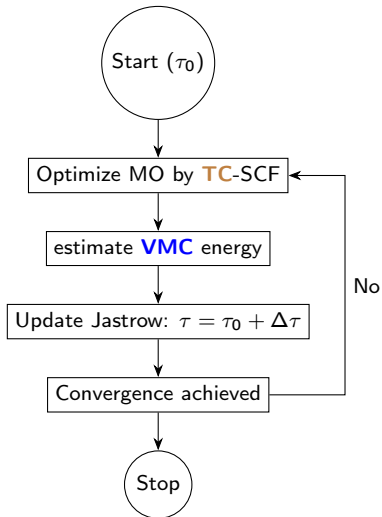 Start (τ₀)
Optimize MO by TC-SCF
estimate VMC energy
No
Update Jastrow: τ = τ₀ + Δτ
Convergence achieved
Stop